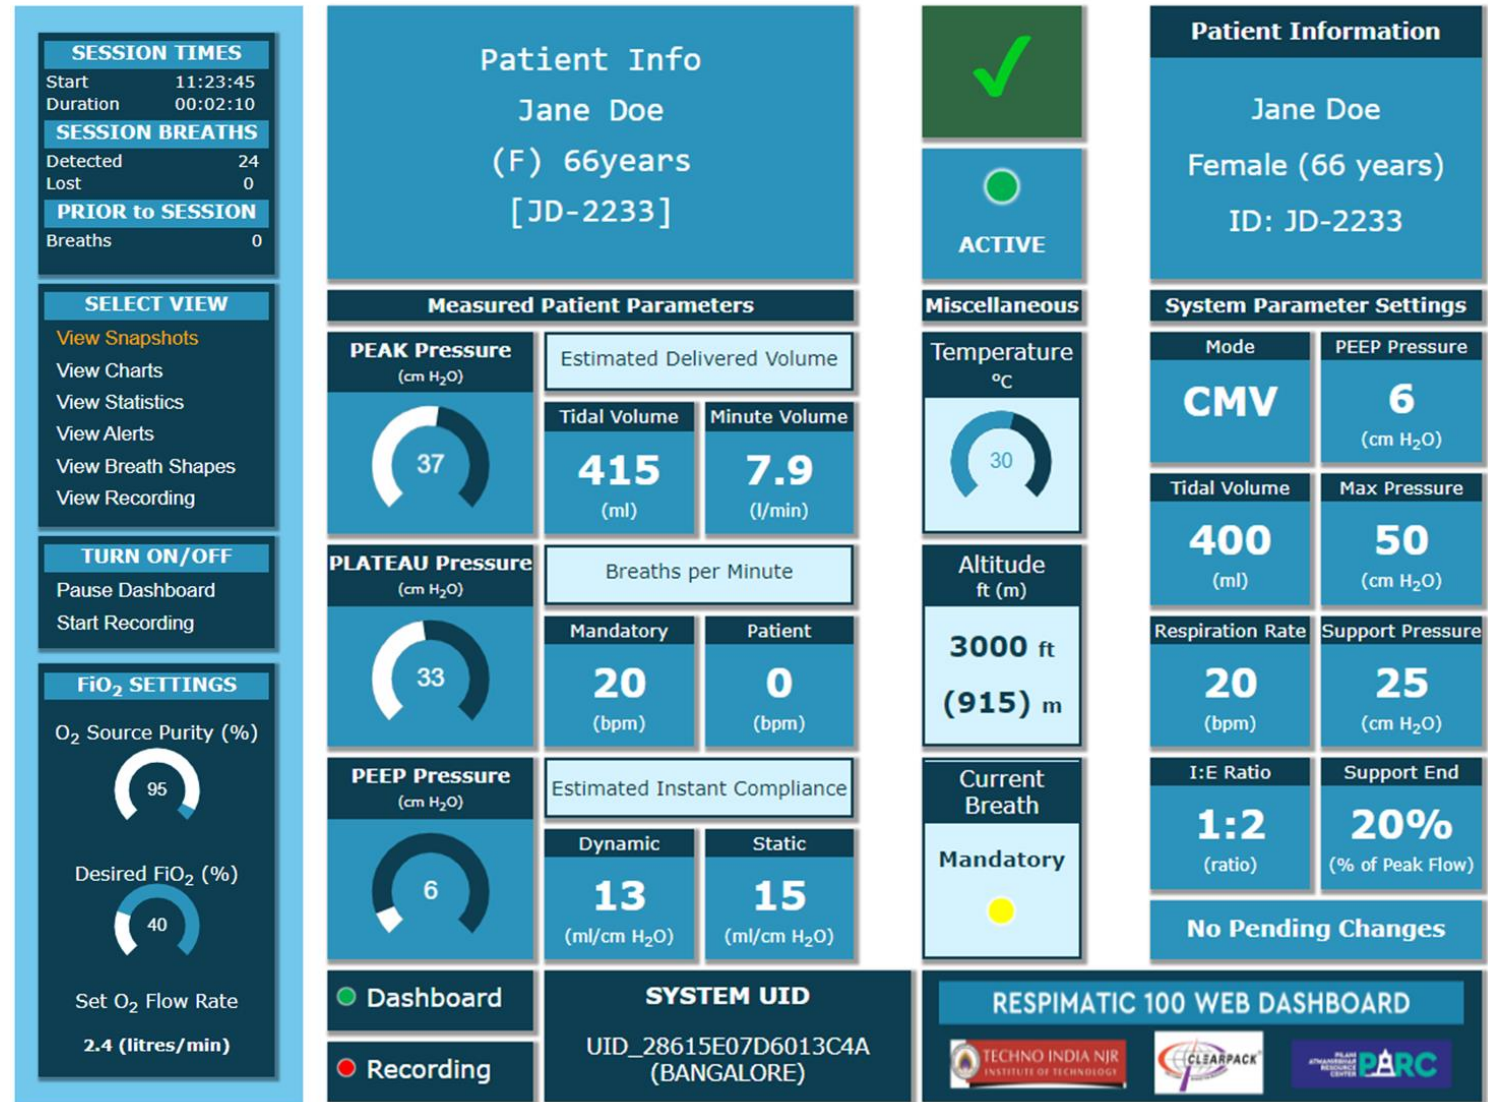 SESSION TIMES
Start 11:23:45
Duration 00:02:10
SESSION BREATHS
Detected 24
Lost 0
PRIOR to SESSION
Breaths 0
SELECT VIEW
View Snapshots
View Charts
View Statistics
View Alerts
View Breath Shapes
View Recording
TURN ON/OFF
Pause Dashboard
Start Recording
FiO₂ SETTINGS
O₂ Source Purity (%)
95
Desired FiO₂ (%)
40
Set O₂ Flow Rate
2.4 (litres/min)
Patient Info
Jane Doe
(F) 66years
[JD-2233]
ACTIVE
Measured Patient Parameters
PEAK Pressure
(cm H₂O)
37
Estimated Delivered Volume
Tidal Volume
415
(ml)
Minute Volume
7.9
(l/min)
PLATEAU Pressure
(cm H₂O)
33
Breaths per Minute
Mandatory
20
(bpm)
Patient
0
(bpm)
PEEP Pressure
(cm H₂O)
6
Estimated Instant Compliance
Dynamic
13
(ml/cm H₂O)
Static
15
(ml/cm H₂O)
Miscellaneous
Temperature
ºC
30
Altitude
ft (m)
3000 ft
(915) m
Current
Breath
Mandatory
Patient Information
Jane Doe
Female (66 years)
ID: JD-2233
System Parameter Settings
Mode
CMV
PEEP Pressure
6
(cm H₂O)
Tidal Volume
400
(ml)
Max Pressure
50
(cm H₂O)
Respiration Rate
20
(bpm)
Support Pressure
25
(cm H₂O)
I:E Ratio
1:2
(ratio)
Support End
20%
(% of Peak Flow)
No Pending Changes
Dashboard
Recording
SYSTEM UID
UID_28615E07D6013C4A
(BANGALORE)
RESPIMATIC 100 WEB DASHBOARD
TECHNO INDIA NJR
INSTITUTE OF TECHNOLOGY
CLEARPACK
PILANI
ATMANIRBHAR
RESOURCE
CENTER
PARC